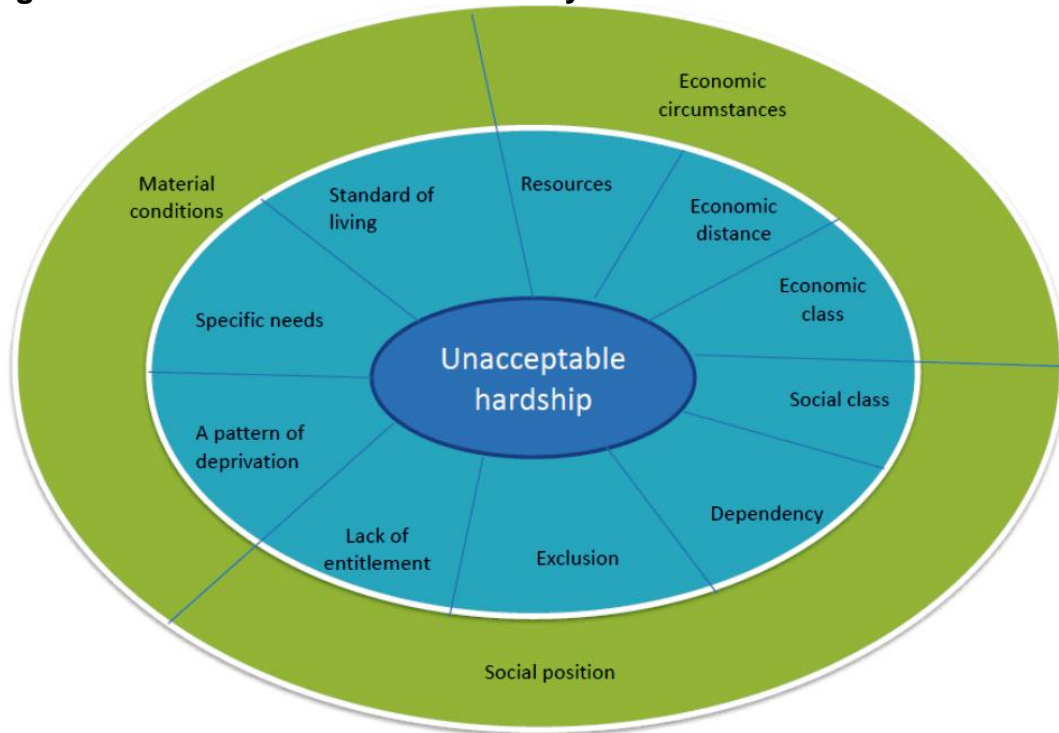 Economic
circumstances
Material
conditions
Standard of
living
Resources
Economic
distance
Specific needs
Economic
class
Unacceptable
hardship
Social class
A pattern of
deprivation
Dependency
Lack of
entitlement
Exclusion
Social position